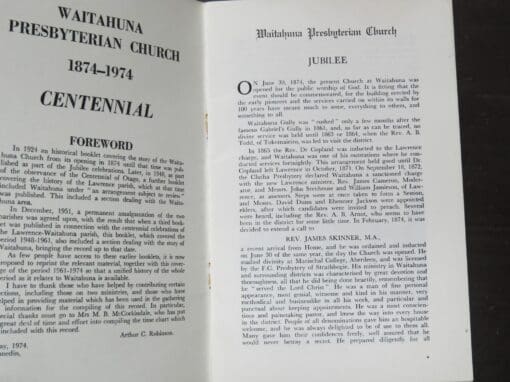 WAITAHUNA
PRESBYTERIAN CHURCH
1874-1974
CENTENNIAL
FOREWORD
In 1924 an historical booklet covering the story of the Waita-
huna Church from its opening in 1874 until that time was pub-
lished as part of the Jubilee celebrations. Later, in 1948, as part
of the observance of the Centennial of Otago, a further booklet
covering the history of the Lawrence Parish, which at that time
included Waitahuna under "an arrangement subject to review"
was published. This included a section dealing with the Waita-
huna area.
In December, 1951, a permanent amalgamation of the two
parishes was agreed upon, with the result that when a third book-
let was published in connection with the centennial celebrations of
the Lawrence-Waitahuna parish, this booklet, which covered the
period 1948-1961, also included a section dealing with the story of
Waitahuna, bringing the record up to that date.
As few people have access to these earlier booklets, it is now
proposed to reprint the relevant material, together with this cover-
age of the period 1961-1974 so that a unified history of the whole
period as it relates to Waitahuna is available.
I have to thank those who have helped by contributing certain
sections, including those on two ministries, and those who have
helped in providing material which has been used in the gathering
of information for the compiling of this record. In particular,
special thanks must go to Mrs M. B. McCorkindale, who has put
great deal of time and effort into compiling the time chart which
included with this record.
Arthur C. Robinson.
May, 1974.
Dunedin.
Waitahuna Presbyterian Church
JUBILEE
ON June 30, 1874, the present Church at Waitahuna was
opened for the public worship of God. It is fitting that the
event should be commemorated, for the building erected by
the early pioneers and the services carried on within its walls for
100 years have meant much to some, everything to others, and
something to all.
Waitahuna Gully was "rushed" only a few months after the
famous Gabriel's Gully in 1861, and, so far as can be traced, no
divine service was held until 1863 or 1864, when the Rev. A. B.
Todd, of Tokomairiro, was led to visit the district.
In 1865 the Rev. Dr Copland was inducted to the Lawrence
charge, and Waitahuna was one of his outstations where he con-
ducted services fortnightly. This arrangement held good until Dr.
Copland left Lawrence in October, 1871. On September 18, 1872,
the Clutha Presbytery declared Waitahuna a sanctioned charge
with the new Lawrence minister, Rev. James Cameron, Moder-
ator, and Messrs. John Strethorne and William Jamieson, of Law-
rence, as assessors. Steps were at once taken to form a Session,
and Messrs. David Dunn and Ebenezer Jackson were appointed
elders, after which candidates were invited to preach. Several
were heard, including the Rev. A. B. Arnot, who seems to have
been in the district for some little time. In February, 1874, it was
decided to extend a call to
REV. JAMES SKINNER, M.A.,
a recent arrival from Home, and he was ordained and inducted
on June 30 of the same year, the day the Church was opened. He
studied divinity at Marischal College, Aberdeen, and was licensed
by the F.C. Presbytery of Strathbogie. His ministry in Waitahuna
and surrounding districts was characterised by great devotion and
thoroughness, all that he did being done heartily, remembering that
he "served the Lord Christ". He was a man of fine personal
appearance, most genial, winsome and kind in his manner, very
methodical and businesslike in all his work, and particular and
punctual about keeping appointments. He was a most conscien-
tious and painstaking pastor, and knew the way into every house
in the district. People of all denominations gave him an hospitable
welcome, and he was always delighted to be of use to them all.
Many gave him their confidences freely, well assured that he
would never betray a secret. He prepared diligently for all